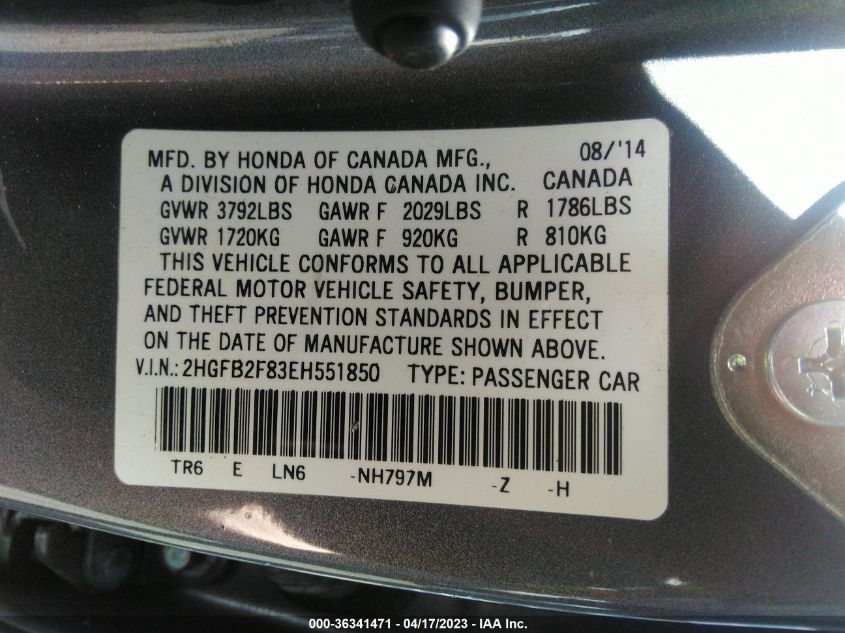 MFD. BY HONDA OF CANADA MFG., 08/'14
A DIVISION OF HONDA CANADA INC. CANADA
GVWR 3792LBS GAWR F 2029LBS R 1786LBS
GVWR 1720KG GAWR F 920KG R 810KG
THIS VEHICLE CONFORMS TO ALL APPLICABLE
FEDERAL MOTOR VEHICLE SAFETY, BUMPER,
AND THEFT PREVENTION STANDARDS IN EFFECT
ON THE DATE OF MANUFACTURE SHOWN ABOVE.
V.I.N.: 2HGFB2F83EH551850 TYPE: PASSENGER CAR
TR6 E LN6 -NH797M -Z -H
000-36341471 - 04/17/2023 - IAA Inc.